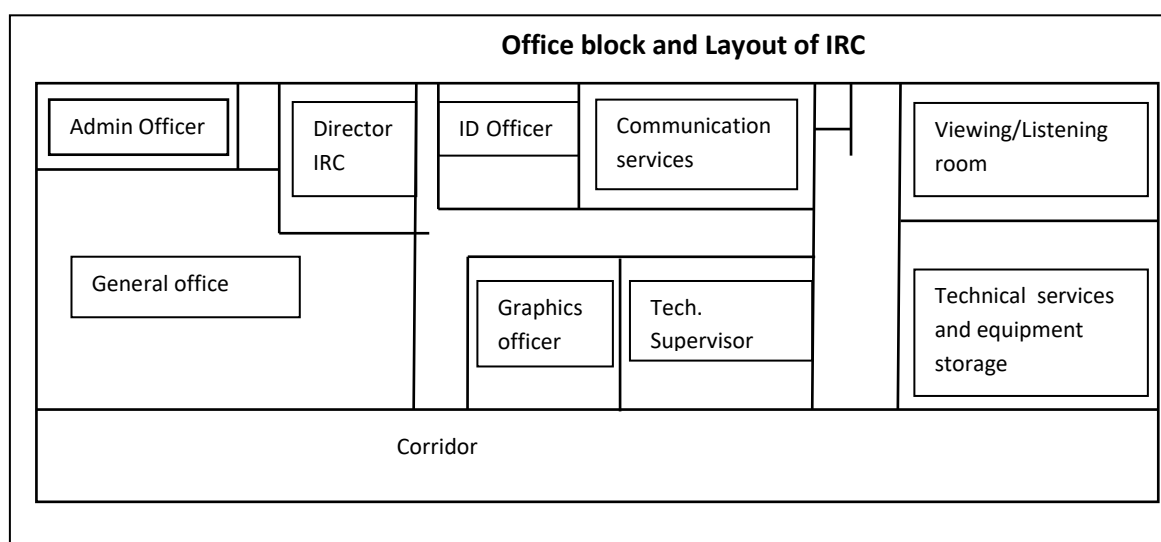 Office block and Layout of IRC
Admin Officer
Director
IRC
ID Officer
Communication
services
Viewing/Listening
room
General office
Graphics
officer
Tech.
Supervisor
Technical services
and equipment
storage
Corridor